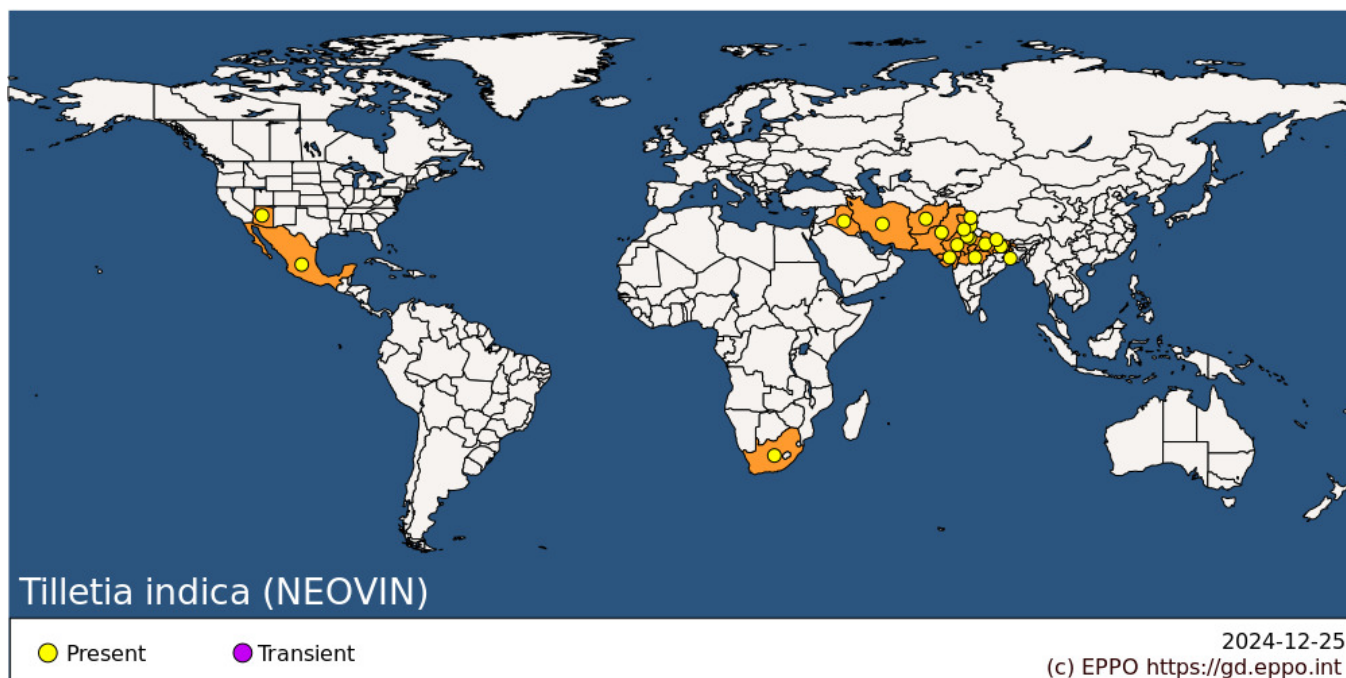 Tilletia indica (NEOVIN)
Present
Transient
2024-12-25
(c) EPPO https://gd.eppo.int